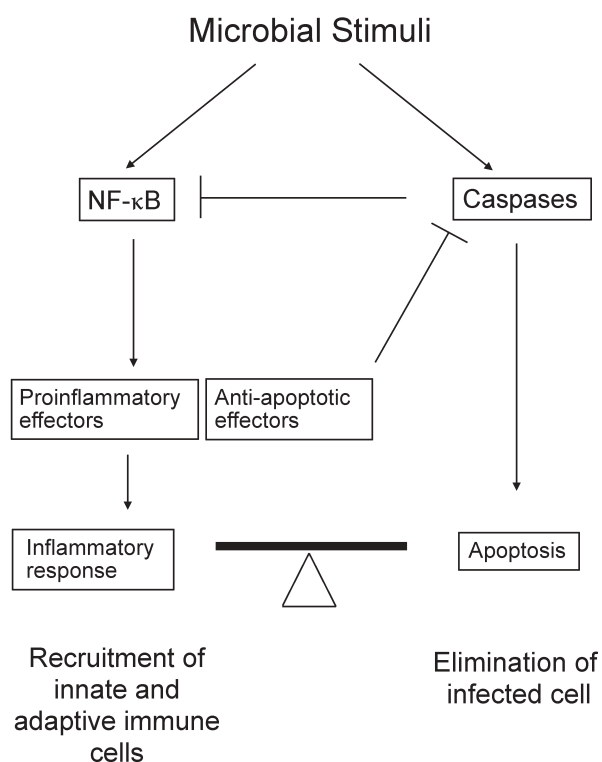 Microbial Stimuli
NF-κB
Caspases
Proinflammatory
effectors
Anti-apoptotic
effectors
Inflammatory
response
Apoptosis
Recruitment of
innate and
adaptive immune
cells
Elimination of
infected cell